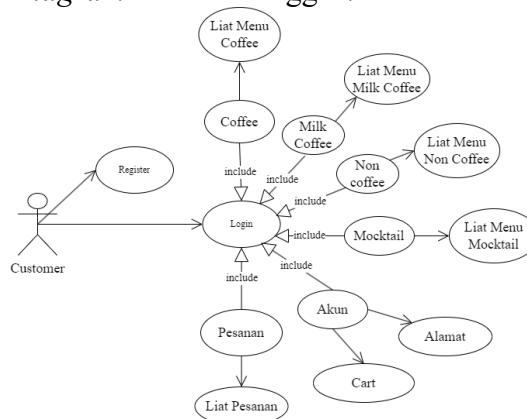 Liat Menu
Coffee
Liat Menu
Milk Coffee
Coffee
Milk
Coffee
Liat Menu
Non Coffee
Register
include
include
Non
coffee
include
Login
include
Mocktail
Liat Menu
Mocktail
Customer
include
include
Akun
Pesanan
Alamat
Cart
Liat Pesanan